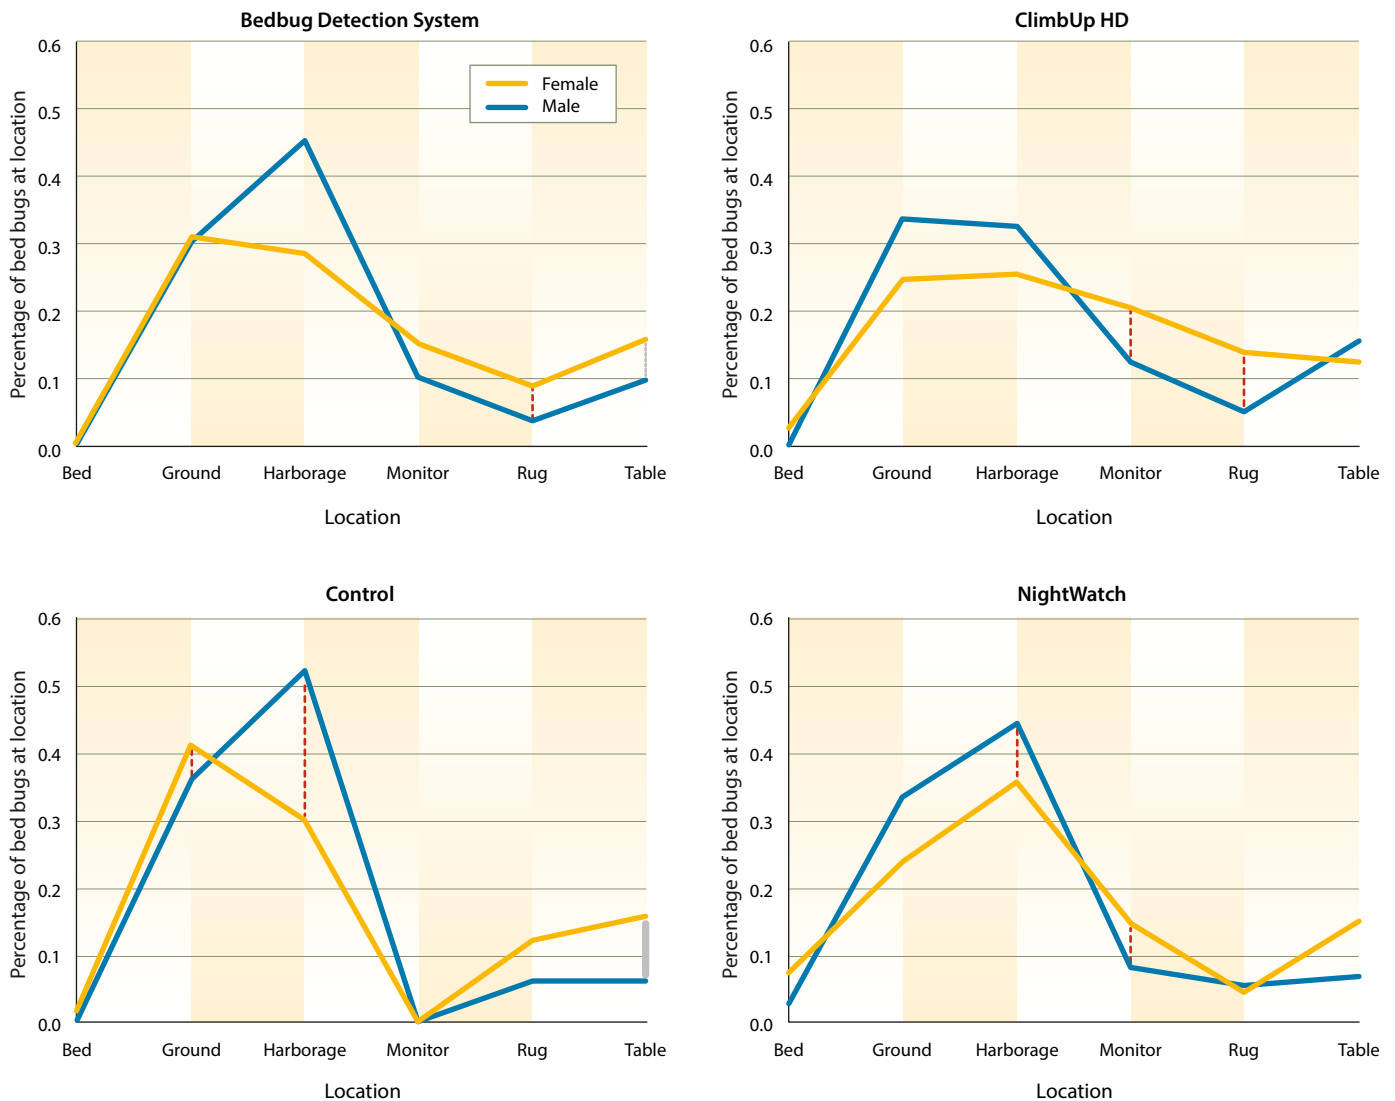 Bedbug Detection System
Percentage of bed bugs at location
0.6
0.5
0.4
0.3
0.2
0.1
0.0
Female
Male
Bed Ground Harborage Monitor Rug Table
Location
ClimbUp HD
Percentage of bed bugs at location
0.6
0.5
0.4
0.3
0.2
0.1
0.0
Bed Ground Harborage Monitor Rug Table
Location
Control
Percentage of bed bugs at location
0.6
0.5
0.4
0.3
0.2
0.1
0.0
Bed Ground Harborage Monitor Rug Table
Location
NightWatch
Percentage of bed bugs at location
0.6
0.5
0.4
0.3
0.2
0.1
0.0
Bed Ground Harborage Monitor Rug Table
Location